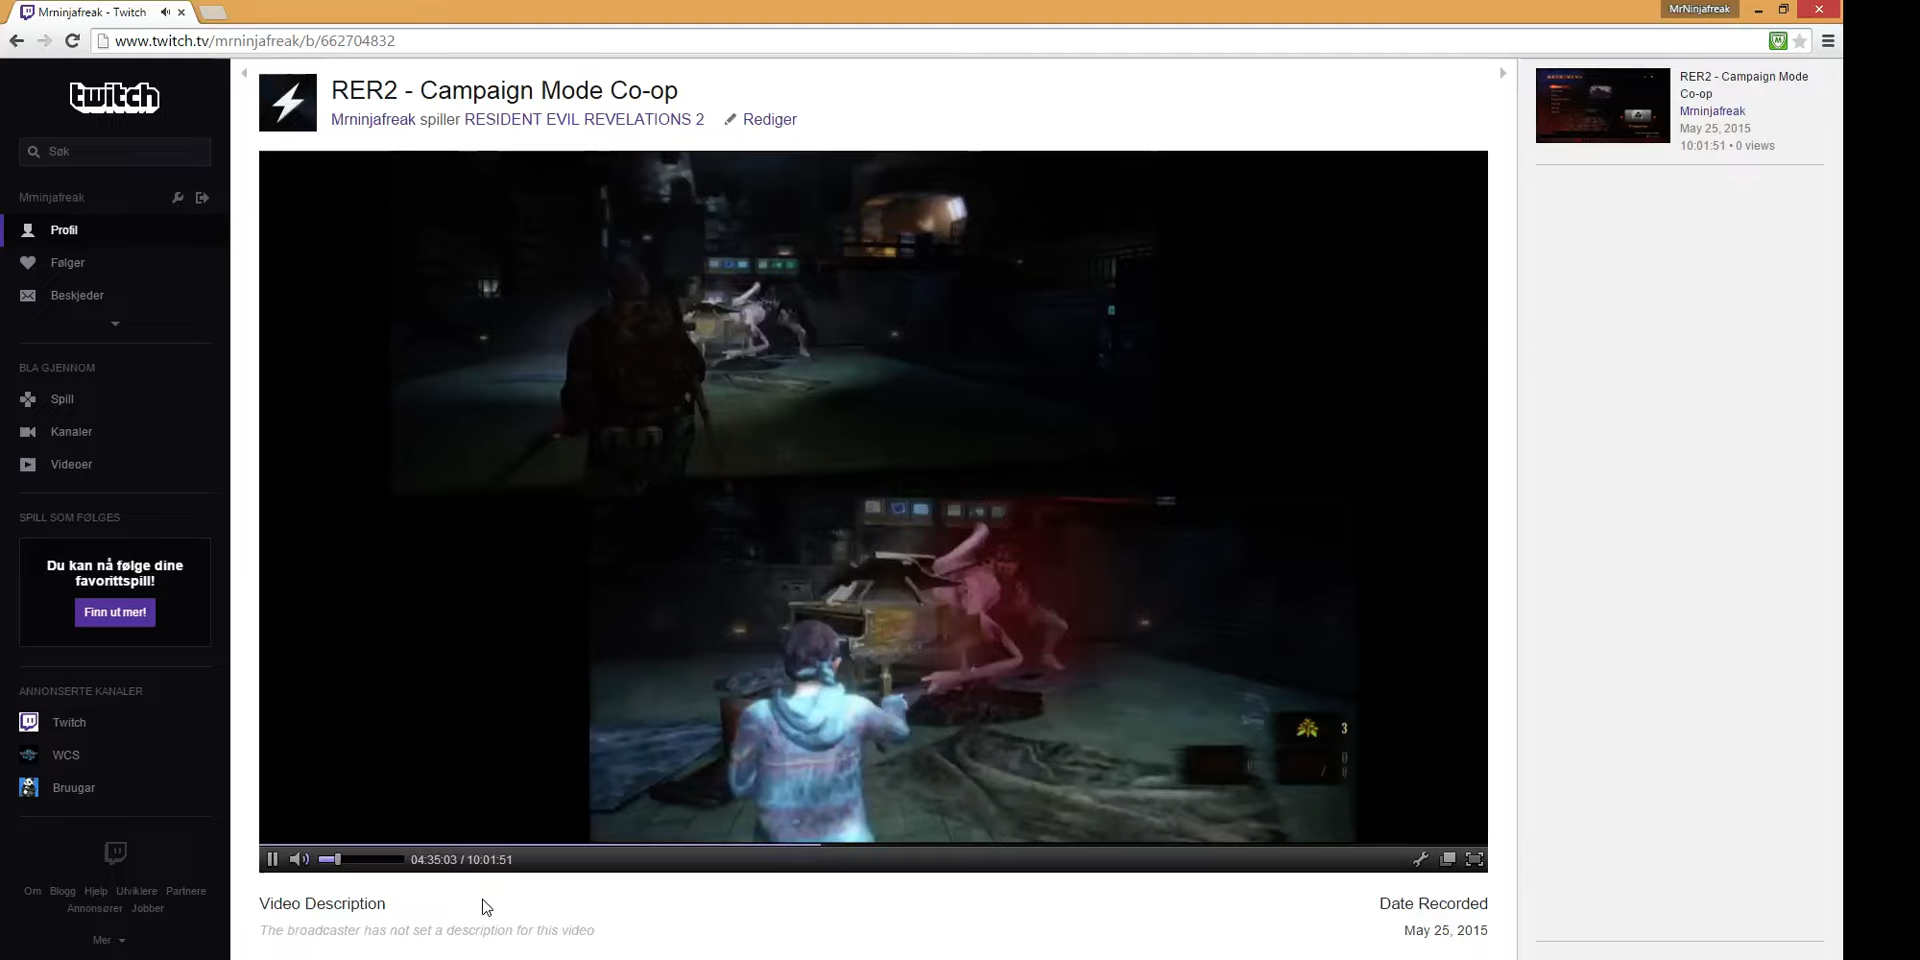 Mrninjafreak - Twitch
MrNinjafreak
www.twitch.tv/mrninjafreak/b/662704832
twitch
Søk
Mrninjafreak
Profil
Følger
Beskjeder
BLA GJENNOM
Spill
Kanaler
Videoer
SPILL SOM FØLGES
Du kan nå følge dine
favorittspill!
Finn ut mer!
ANNONSERTE KANALER
Twitch
WCS
Bruugar
Om Blogg Hjelp Utviklere Partnere
Annonsører Jobber
Mer
RER2 - Campaign Mode Co-op
Mrninjafreak spiller RESIDENT EVIL REVELATIONS 2 Rediger
3
04:35:03 / 10:01:51
Video Description
The broadcaster has not set a description for this video
Date Recorded
May 25, 2015
RER2 - Campaign Mode
Co-op
Mrninjafreak
May 25, 2015
10:01:51 • 0 views